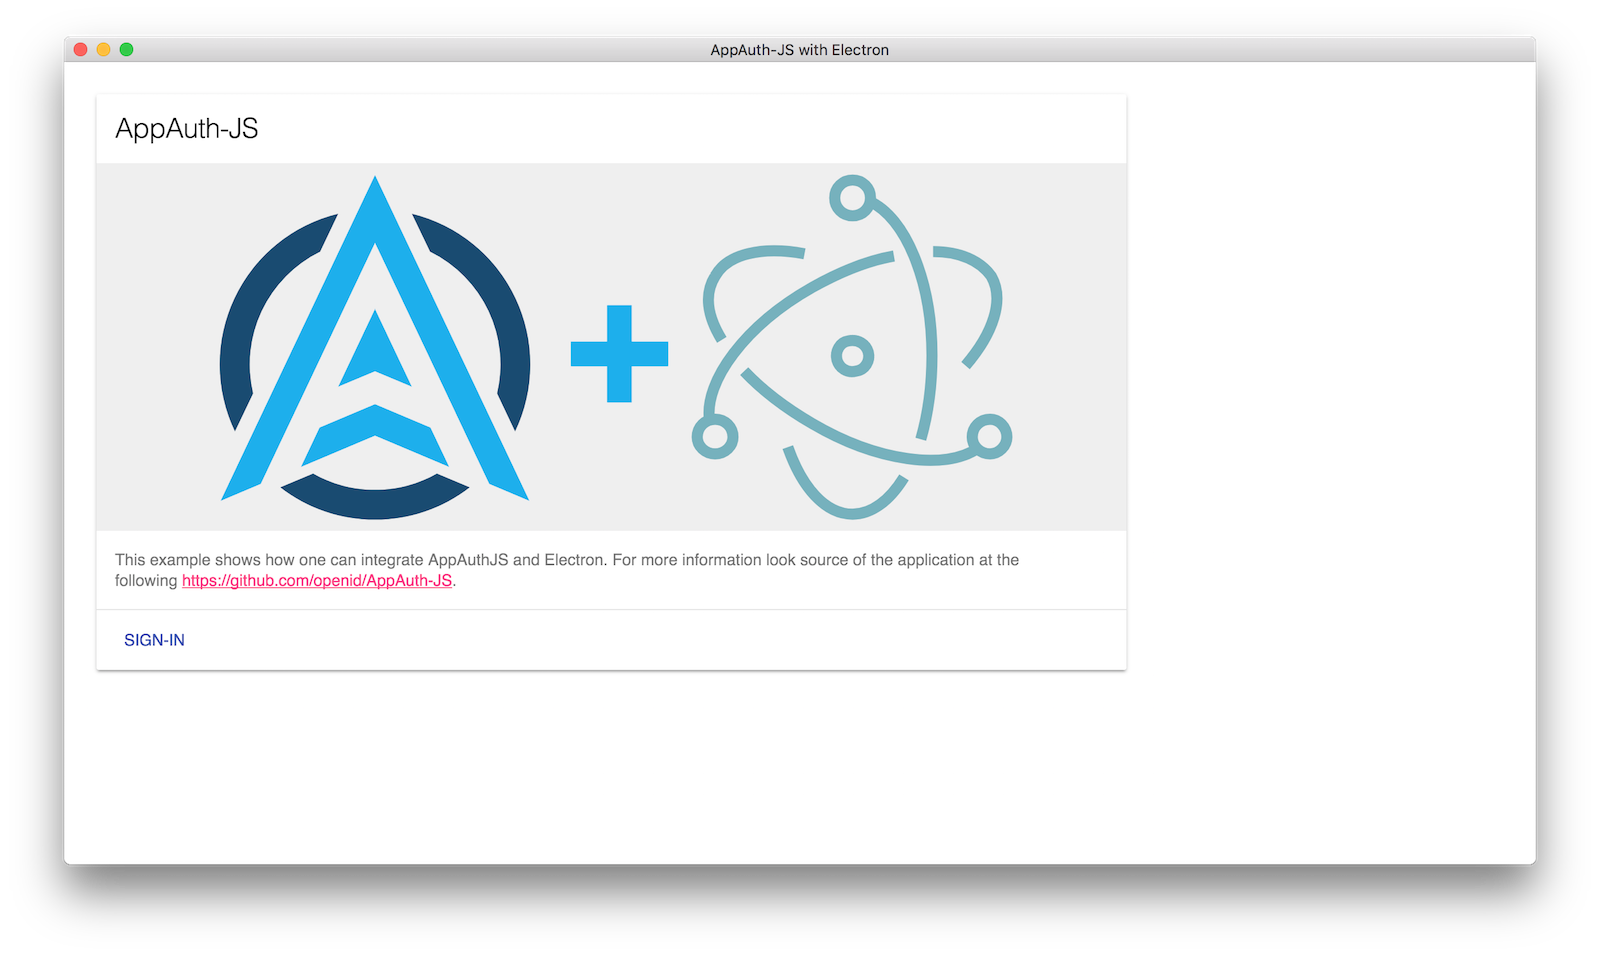 AppAuth-JS with Electron
AppAuth-JS
This example shows how one can integrate AppAuthJS and Electron. For more information look source of the application at the
following https://github.com/openid/AppAuth-JS.
SIGN-IN